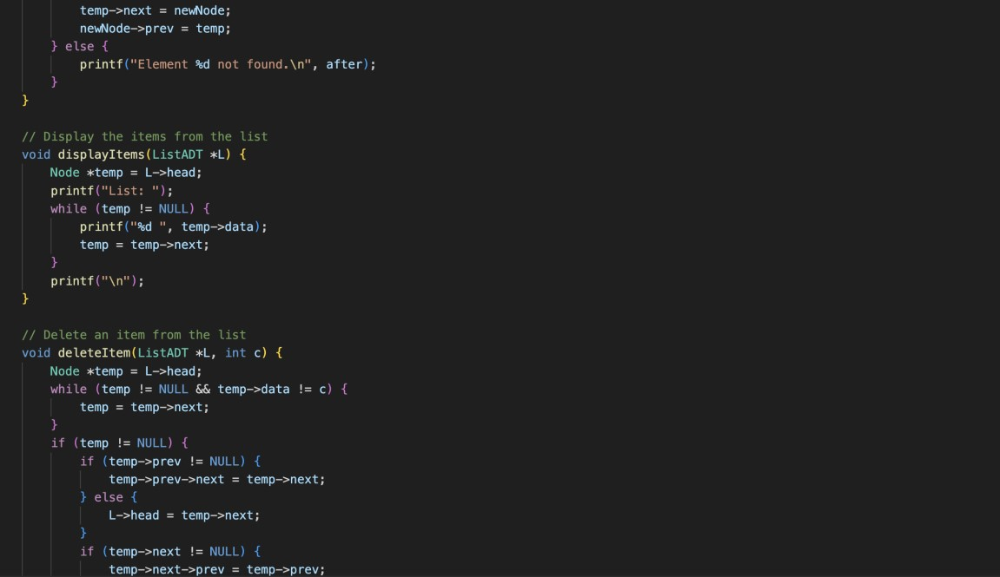 temp->next = newNode;
newNode->prev = temp;
} else {
printf("Element %d not found.\n", after);
}
}
// Display the items from the list
void displayItems(ListADT *L) {
Node *temp = L->head;
printf("List: ");
while (temp != NULL) {
printf("%d ", temp->data);
temp = temp->next;
}
printf("\n");
}
// Delete an item from the list
void deleteItem(ListADT *L, int c) {
Node *temp = L->head;
while (temp != NULL && temp->data != c) {
temp = temp->next;
}
if (temp != NULL) {
if (temp->prev != NULL) {
temp->prev->next = temp->next;
} else {
L->head = temp->next;
}
if (temp->next != NULL) {
temp->next->prev = temp->prev;